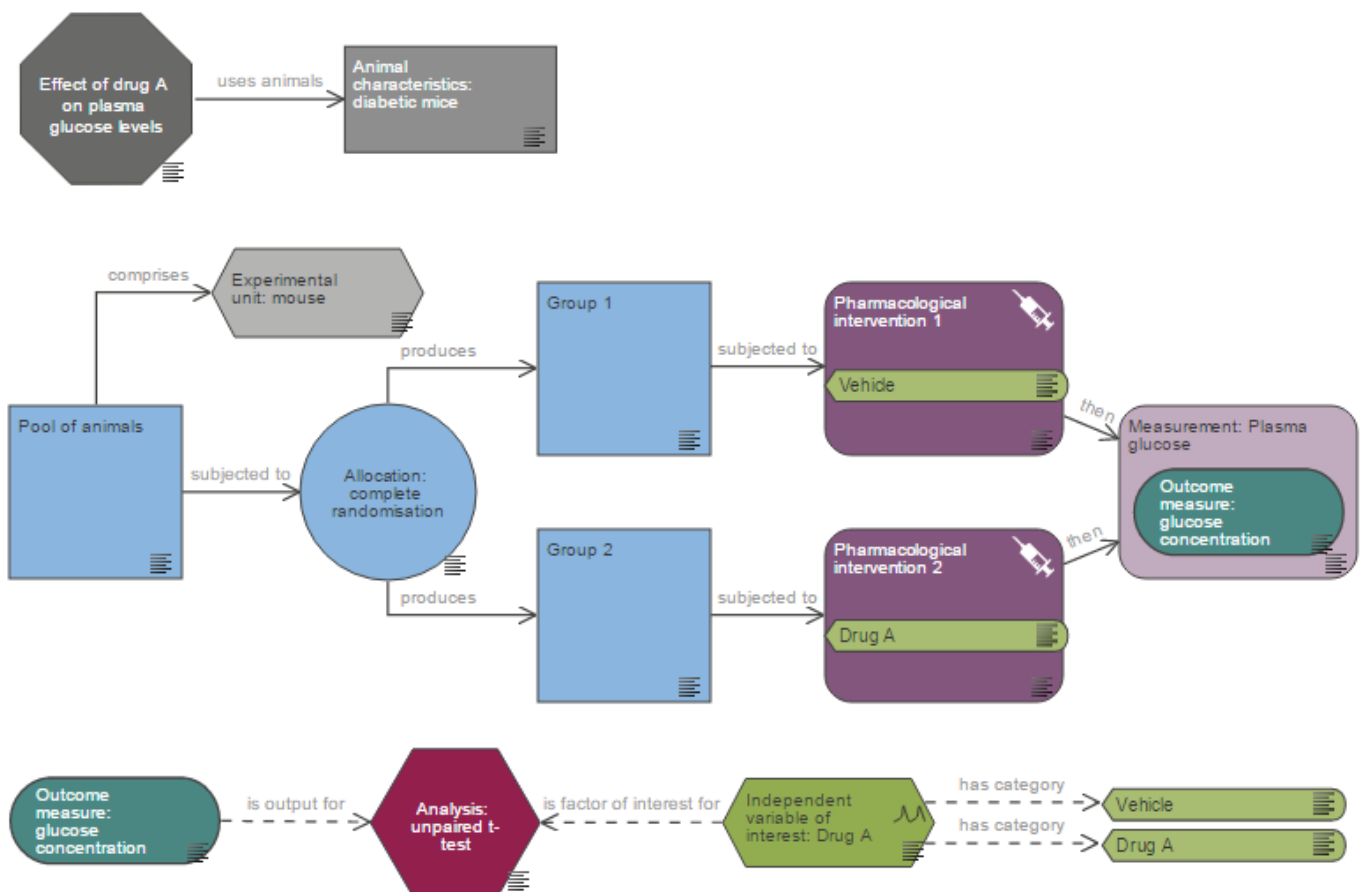 Effect of drug A
on plasma
glucose levels
uses animals
Animal
characteristics:
diabetic mice
comprises
Experimental
unit: mouse
Pool of animals
subjected to
Allocation:
complete
randomisation
produces
Group 1
subjected to
Pharmacological
intervention 1
Vehicle
then
produces
Group 2
subjected to
Pharmacological
intervention 2
Drug A
then
Measurement: Plasma
glucose
Outcome
measure:
glucose
concentration
Outcome
measure:
glucose
concentration
is output for
Analysis:
unpaired t-
test
is factor of interest for
Independent
variable of
interest: Drug A
has category
Vehicle
has category
Drug A